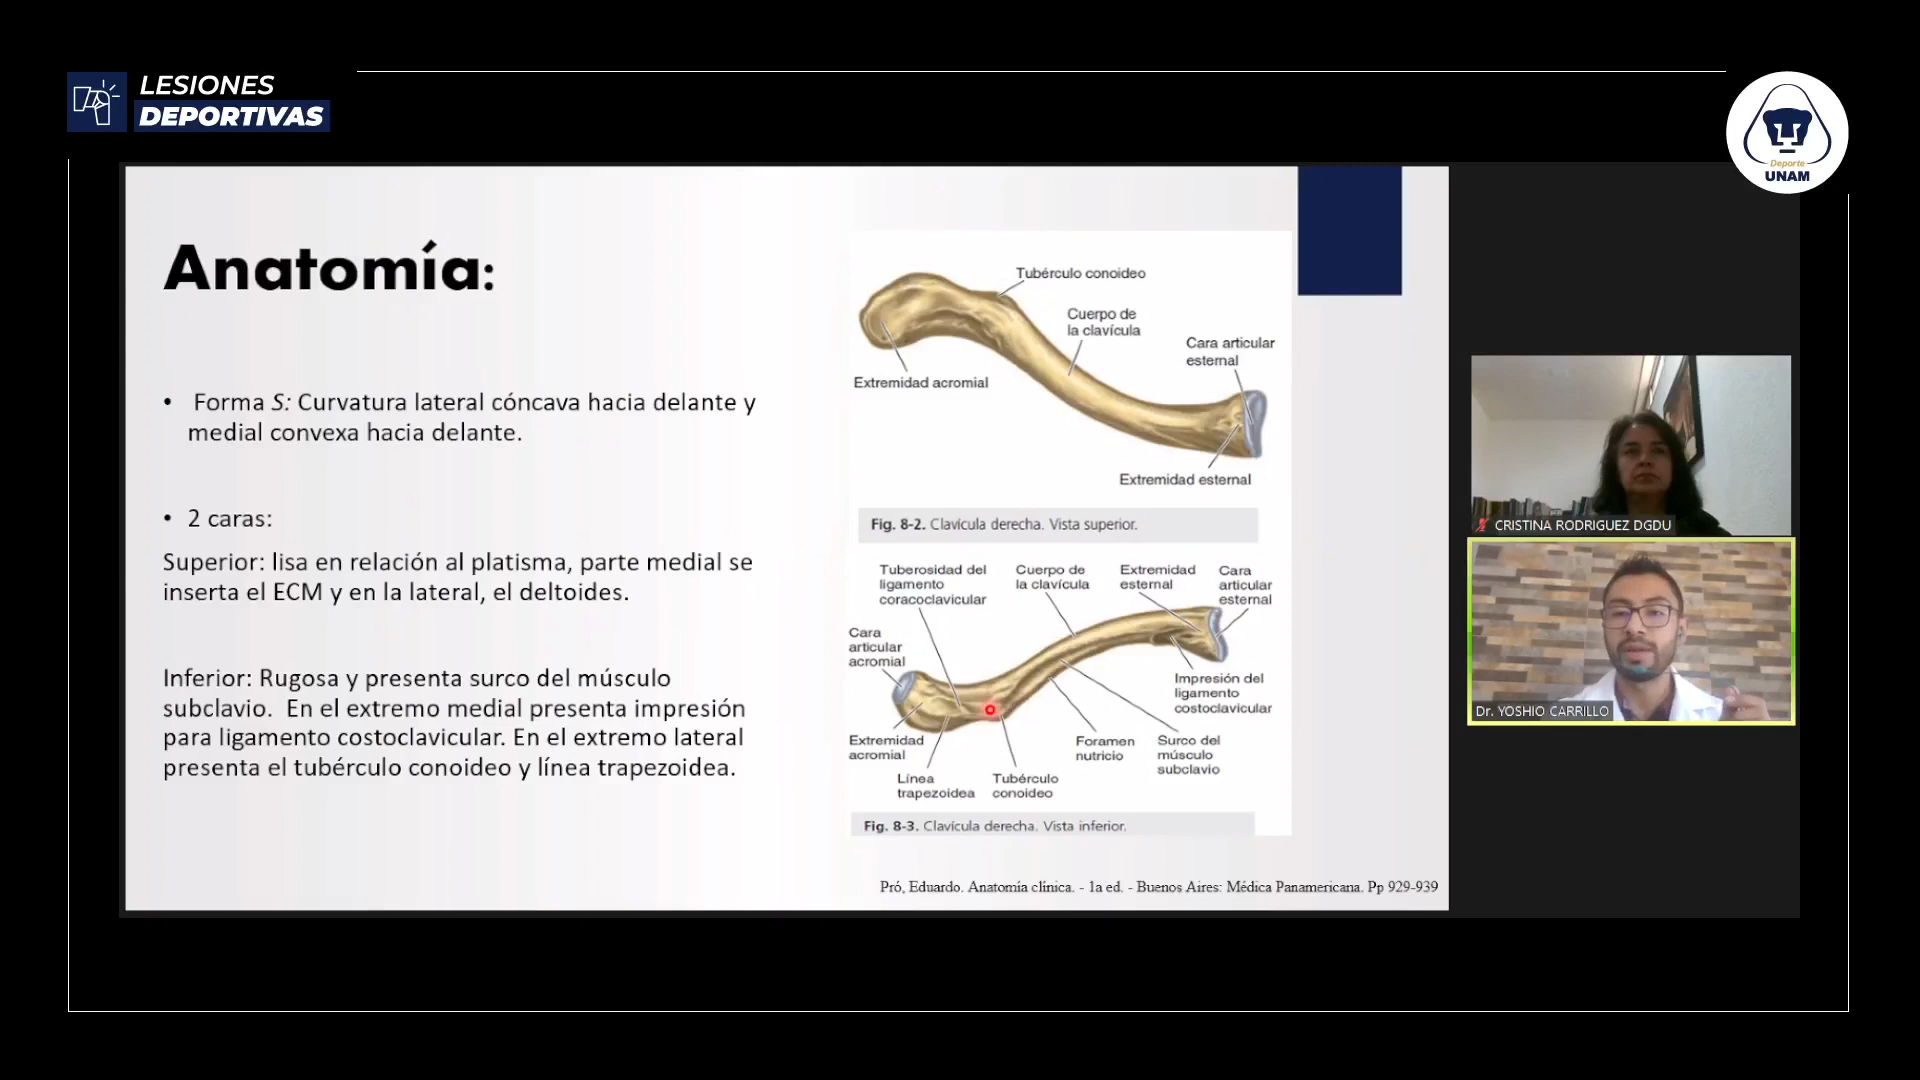 LESIONES
DEPORTIVAS
Deporte
UNAM
Anatomía:
• Forma S: Curvatura lateral cóncava hacia delante y
medial convexa hacia delante.
• 2 caras:
Superior: lisa en relación al platisma, parte medial se
inserta el ECM y en la lateral, el deltoides.
Inferior: Rugosa y presenta surco del músculo
subclavio. En el extremo medial presenta impresión
para ligamento costoclavicular. En el extremo lateral
presenta el tubérculo conoideo y línea trapezoidea.
Tubérculo conoideo
Cuerpo de
la clavícula
Cara articular
esternal
Extremidad acromial
Extremidad esternal
Fig. 8-2. Clavícula derecha. Vista superior.
Tuberosidad del
ligamento
coracoclavicular
Cuerpo de
la clavícula
Extremidad
esternal
Cara
articular
esternal
Cara
articular
acromial
Impresión del
ligamento
costoclavicular
Extremidad
acromial
Línea
trapezoidea
Tubérculo
conoideo
Foramen
nutricio
Surco del
músculo
subclavio
Fig. 8-3. Clavícula derecha. Vista inferior.
Pró, Eduardo. Anatomía clínica. - 1a ed. - Buenos Aires: Médica Panamericana. Pp 929-939
CRISTINA RODRIGUEZ DGDU
Dr. YOSHIO CARRILLO